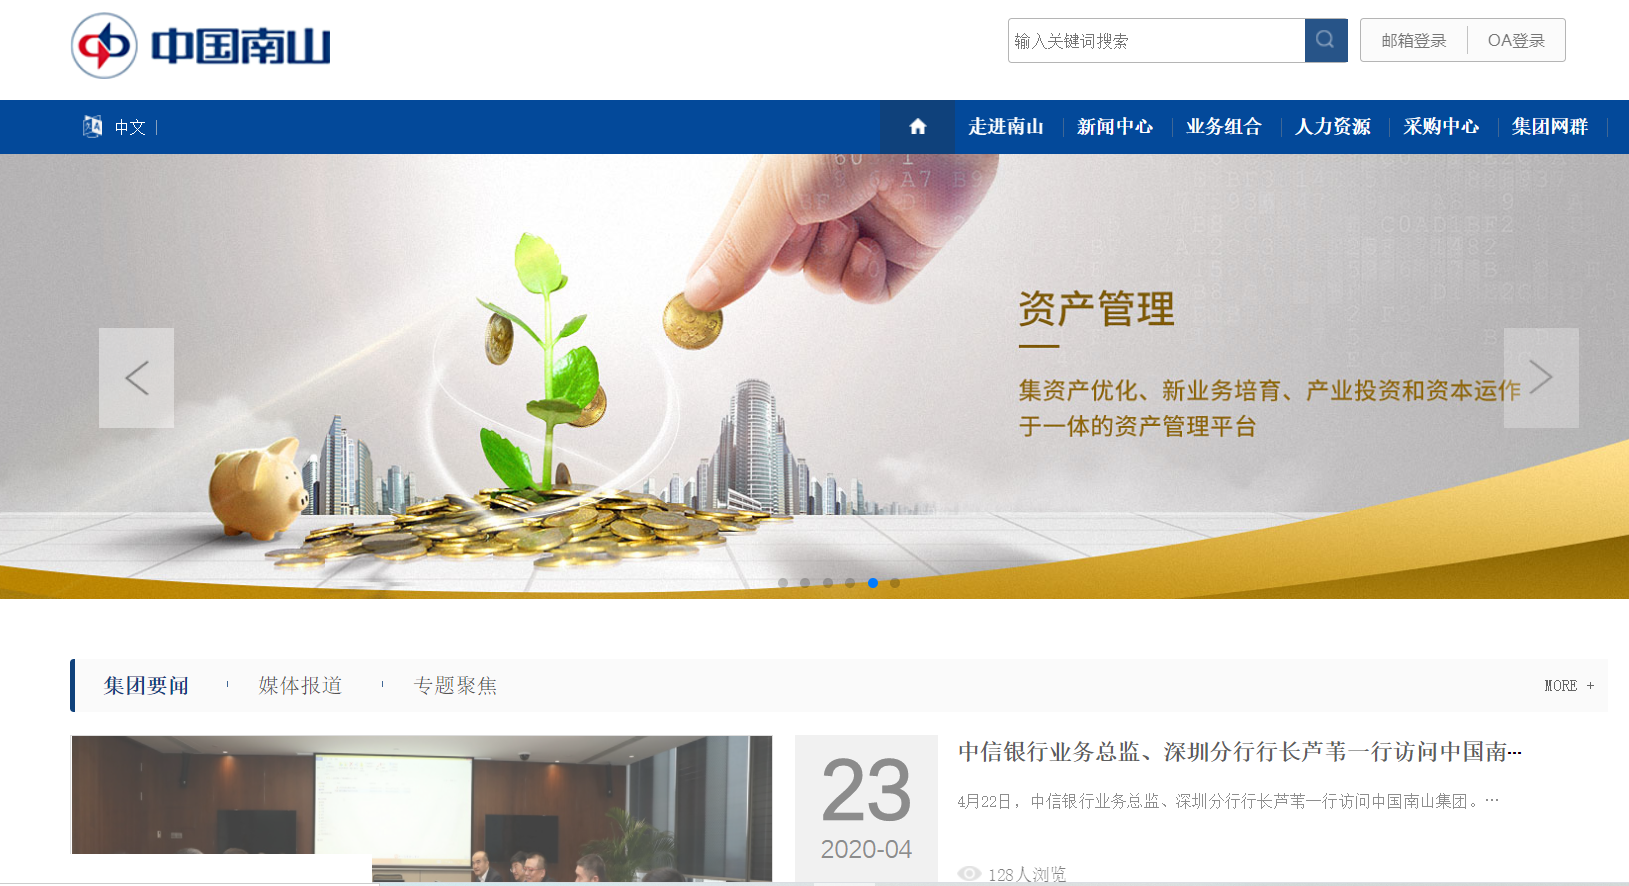 中国南山
输入关键词搜索
邮箱登录
OA登录
中文
走进南山
新闻中心
业务组合
人力资源
采购中心
集团网群
资产管理
集资产优化、新业务培育、产业投资和资本运作
于一体的资产管理平台
集团要闻
媒体报道
专题聚焦
MORE +
23
2020-04
中信银行业务总监、深圳分行行长芦苇一行访问中国南…
4月22日，中信银行业务总监、深圳分行行长芦苇一行访问中国南山集团。…
128人浏览